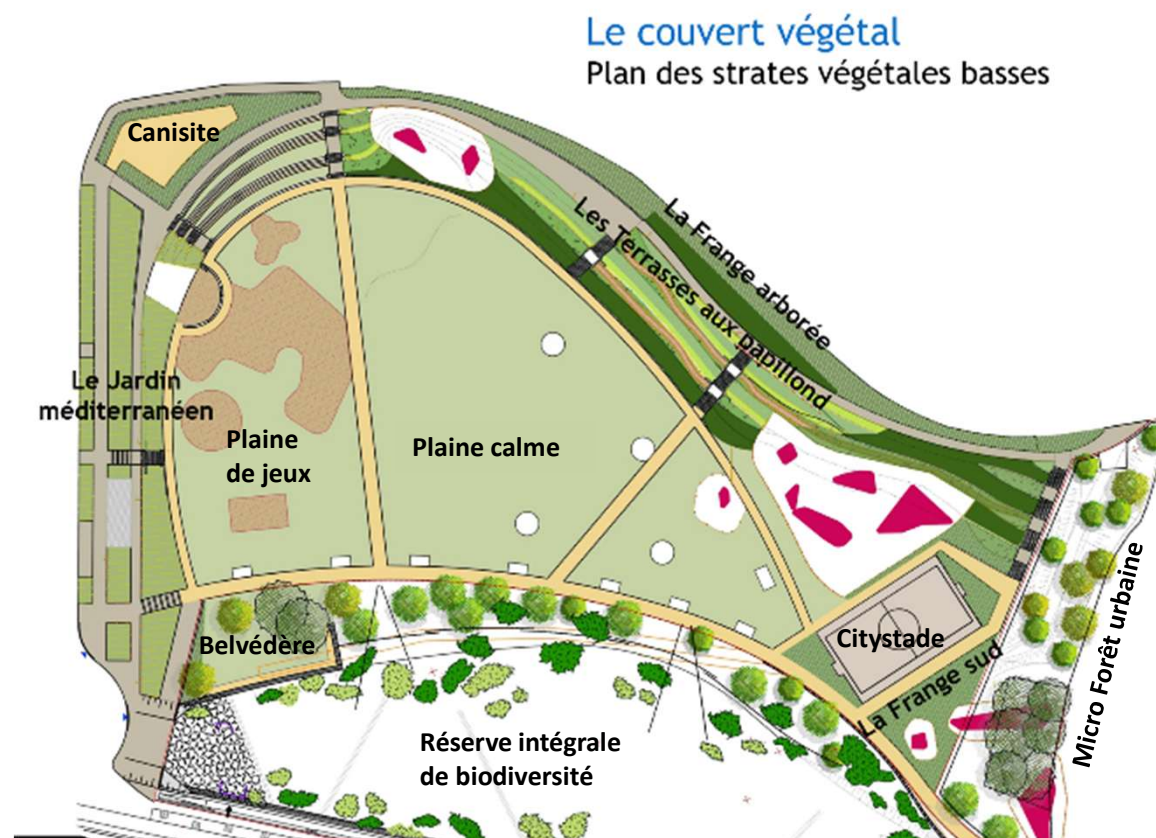 Le couvert végétal
Plan des strates végétales basses
Canisite
La Frange arborée
Les Terrasses aux papillond
Le Jardin
méditerranéen
Plaine
de jeux
Plaine calme
Micro Forêt urbaine
Citystade
Belvédère
La Frange sud
Réserve intégrale
de biodiversité